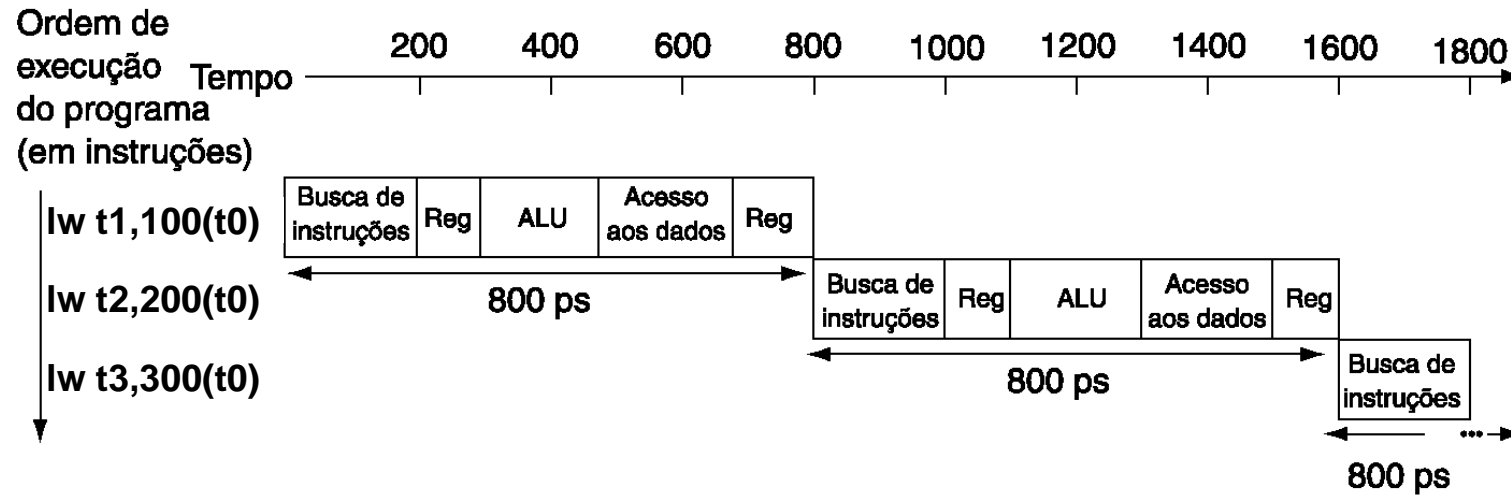 Ordem de
execução
do programa
(em instruções)
Tempo
200 400 600 800 1000 1200 1400 1600 1800
lw t1,100(t0)
Busca de
instruções
Reg
ALU
Acesso
aos dados
Reg
800 ps
lw t2,200(t0)
Busca de
instruções
Reg
ALU
Acesso
aos dados
Reg
800 ps
lw t3,300(t0)
Busca de
instruções
...
800 ps